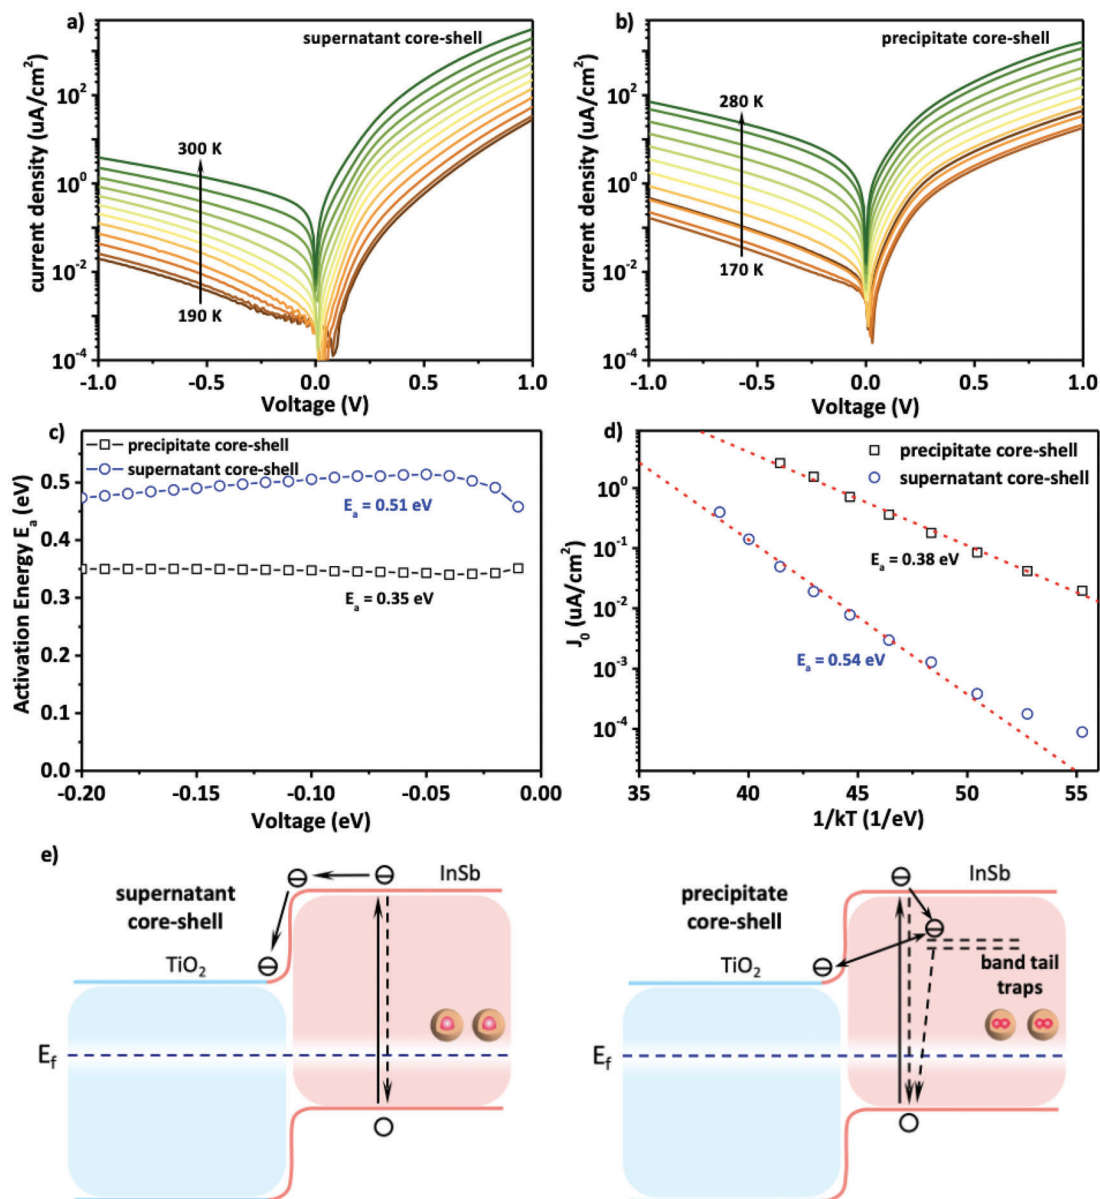 a)
supernatant core-shell
300 K
190 K
current density (uA/cm²)
10²
10⁰
10⁻²
10⁻⁴
-1.0 -0.5 0.0 0.5 1.0
Voltage (V)
b)
precipitate core-shell
280 K
170 K
current density (uA/cm²)
10²
10⁰
10⁻²
10⁻⁴
-1.0 -0.5 0.0 0.5 1.0
Voltage (V)
c)
precipitate core-shell
supernatant core-shell
Eₐ = 0.51 eV
Eₐ = 0.35 eV
Activation Energy Eₐ (eV)
0.5
0.4
0.3
0.2
0.1
0.0
-0.20 -0.15 -0.10 -0.05 0.00
Voltage (eV)
d)
precipitate core-shell
supernatant core-shell
Eₐ = 0.38 eV
Eₐ = 0.54 eV
J₀ (uA/cm²)
10⁰
10⁻¹
10⁻²
10⁻³
10⁻⁴
35 40 45 50 55
1/kT (1/eV)
e)
supernatant
core-shell
InSb
TiO₂
E_f
precipitate
core-shell
InSb
TiO₂
band tail
traps
E_f